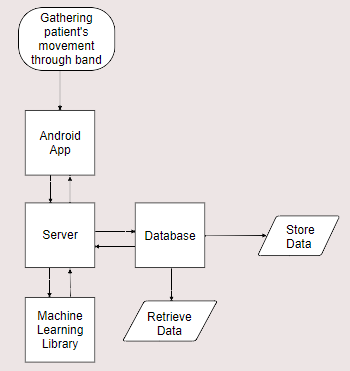 Gathering
patient's
movement
through band
Android
App
Server
Database
Store
Data
Machine
Learning
Library
Retrieve
Data